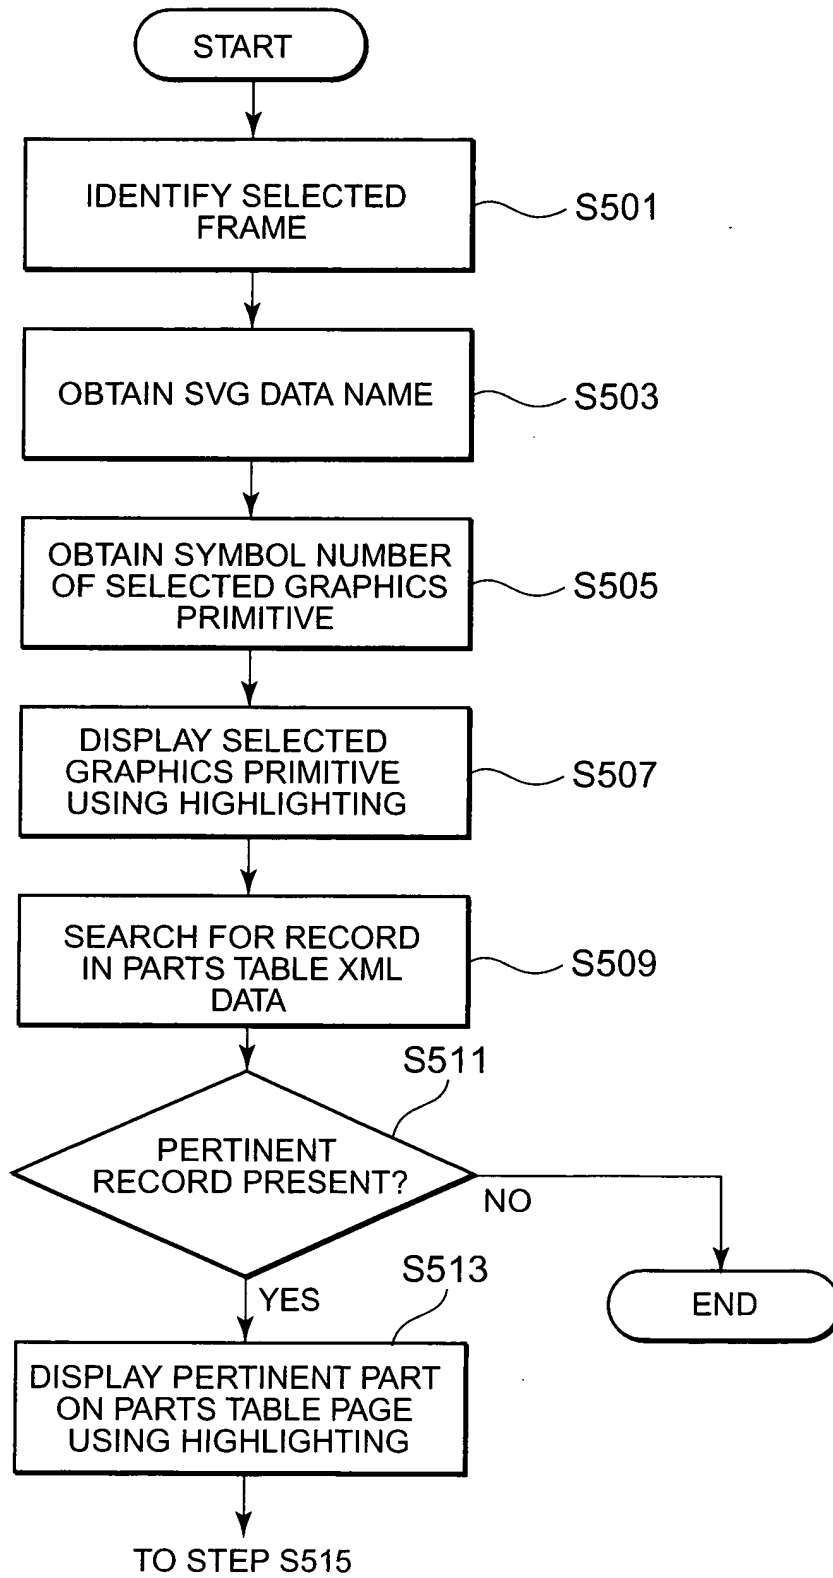 START
IDENTIFY SELECTED
FRAME
S501
OBTAIN SVG DATA NAME
S503
OBTAIN SYMBOL NUMBER
OF SELECTED GRAPHICS
PRIMITIVE
S505
DISPLAY SELECTED
GRAPHICS PRIMITIVE
USING HIGHLIGHTING
S507
SEARCH FOR RECORD
IN PARTS TABLE XML
DATA
S509
S511
PERTINENT
RECORD PRESENT?
NO
YES
END
S513
DISPLAY PERTINENT PART
ON PARTS TABLE PAGE
USING HIGHLIGHTING
TO STEP S515